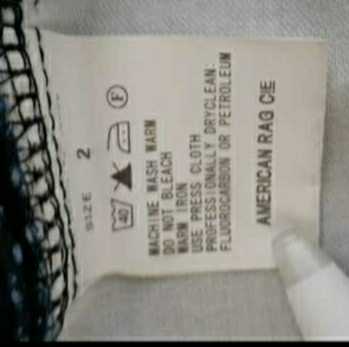 SIZE 2
40 F
MACHINE WASH WARM
DO NOT BLEACH
WARM IRON
USE PRESS CLOTH
PROFESSIONALLY DRYCLEAN:
FLUOROCARBON OR PETROLEUM
AMERICAN RAG CIE